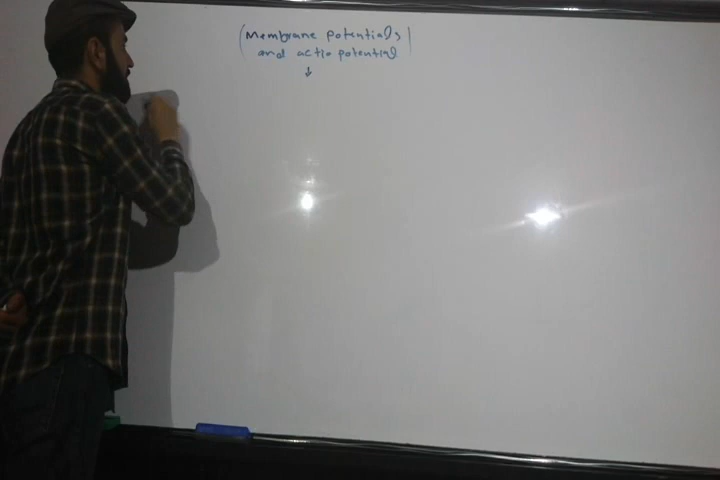 (Membrane potentials)
and actio potential
↓